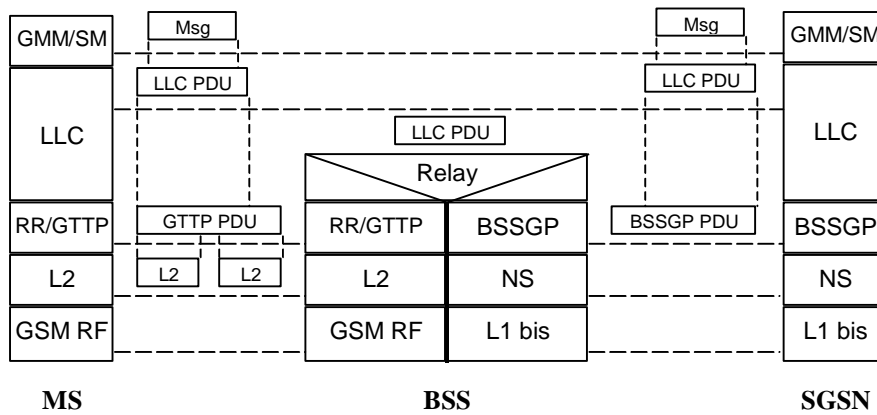 GMM/SM Msg Msg GMM/SM
LLC PDU LLC PDU
LLC LLC PDU LLC
Relay
RR/GTTP GTTP PDU RR/GTTP BSSGP BSSGP PDU BSSGP
L2 L2 L2 L2 NS NS
GSM RF GSM RF L1 bis L1 bis
MS BSS SGSN